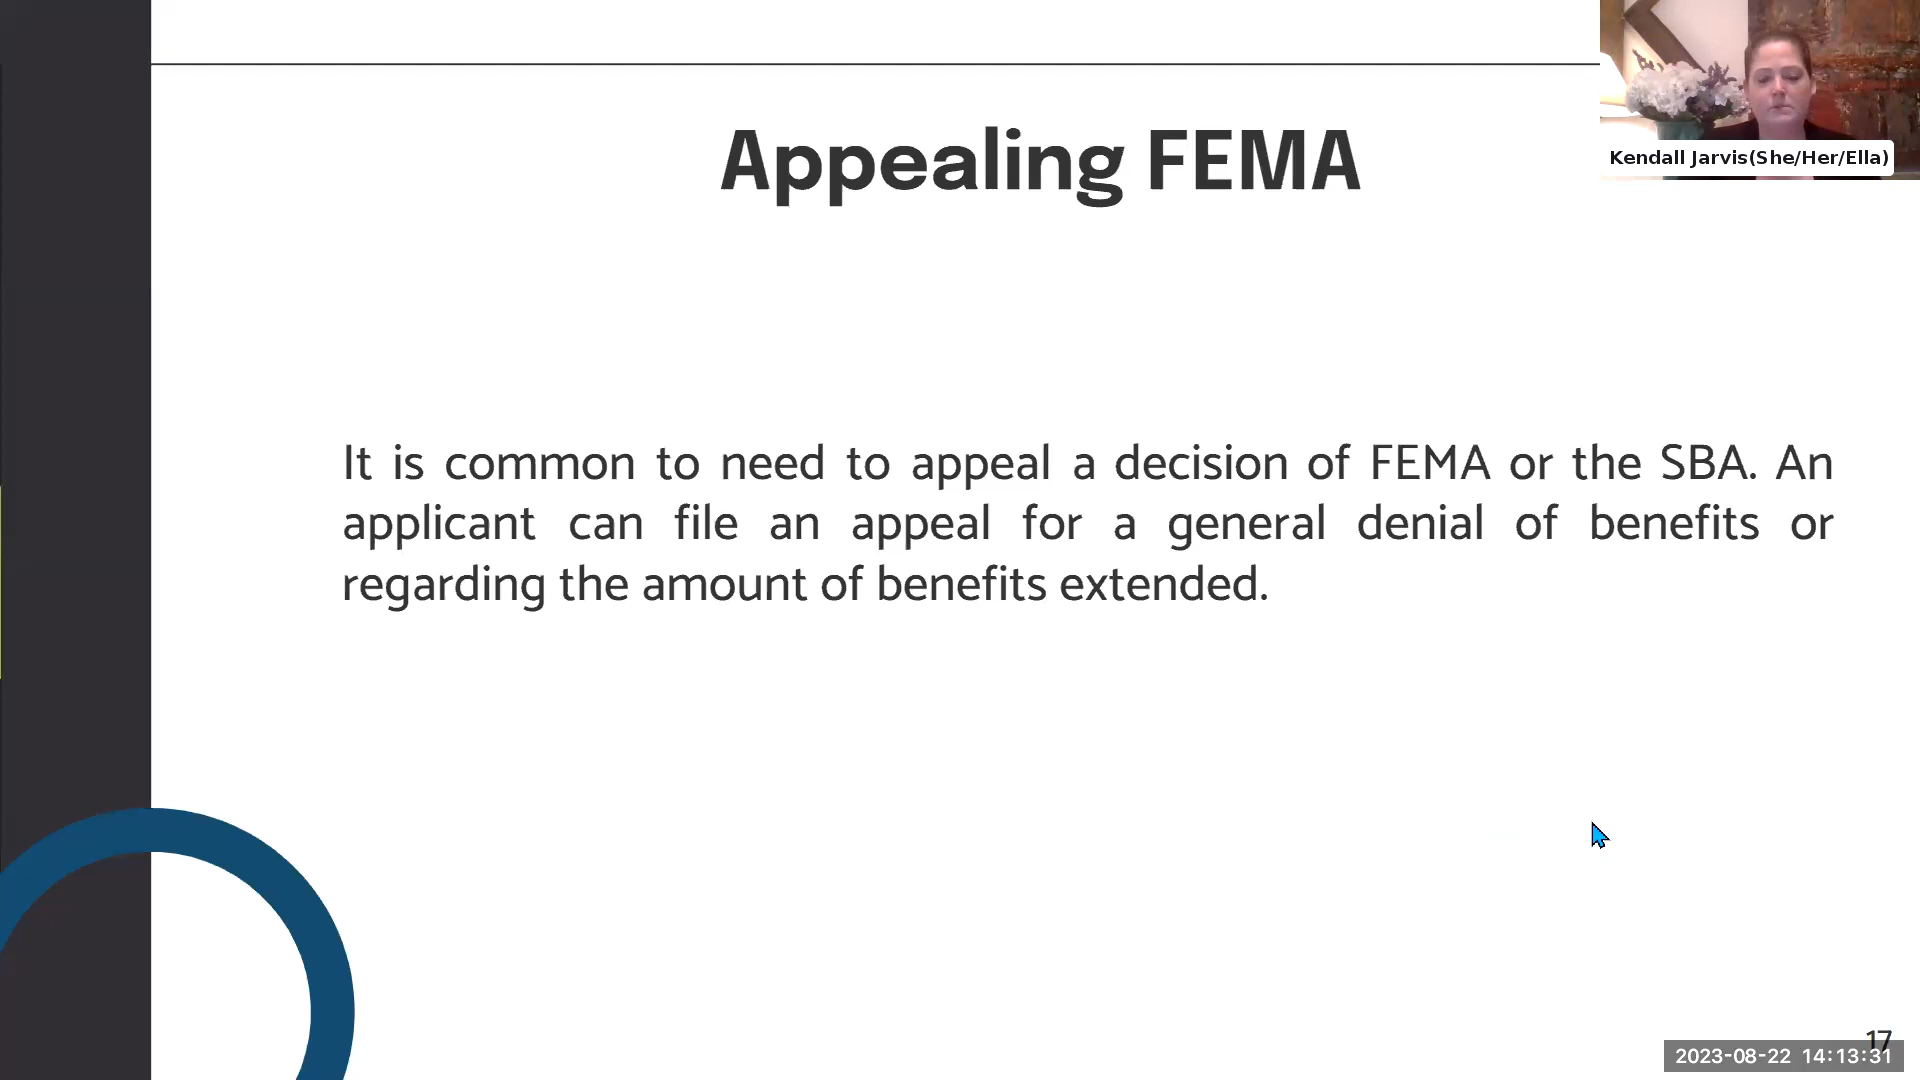 Appealing FEMA
Kendall Jarvis(She/Her/Ella)
It is common to need to appeal a decision of FEMA or the SBA. An
applicant can file an appeal for a general denial of benefits or
regarding the amount of benefits extended.
17
2023-08-22 14:13:31